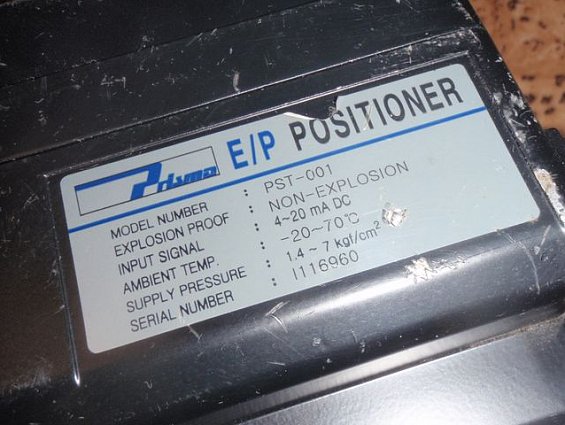 E/P POSITIONER
MODEL NUMBER : PST-001
EXPLOSION PROOF : NON-EXPLOSION
INPUT SIGNAL : 4~20 mA DC
AMBIENT TEMP. : -20~70℃
SUPPLY PRESSURE : 1.4 ~ 7 kgf/cm²
SERIAL NUMBER : I116960